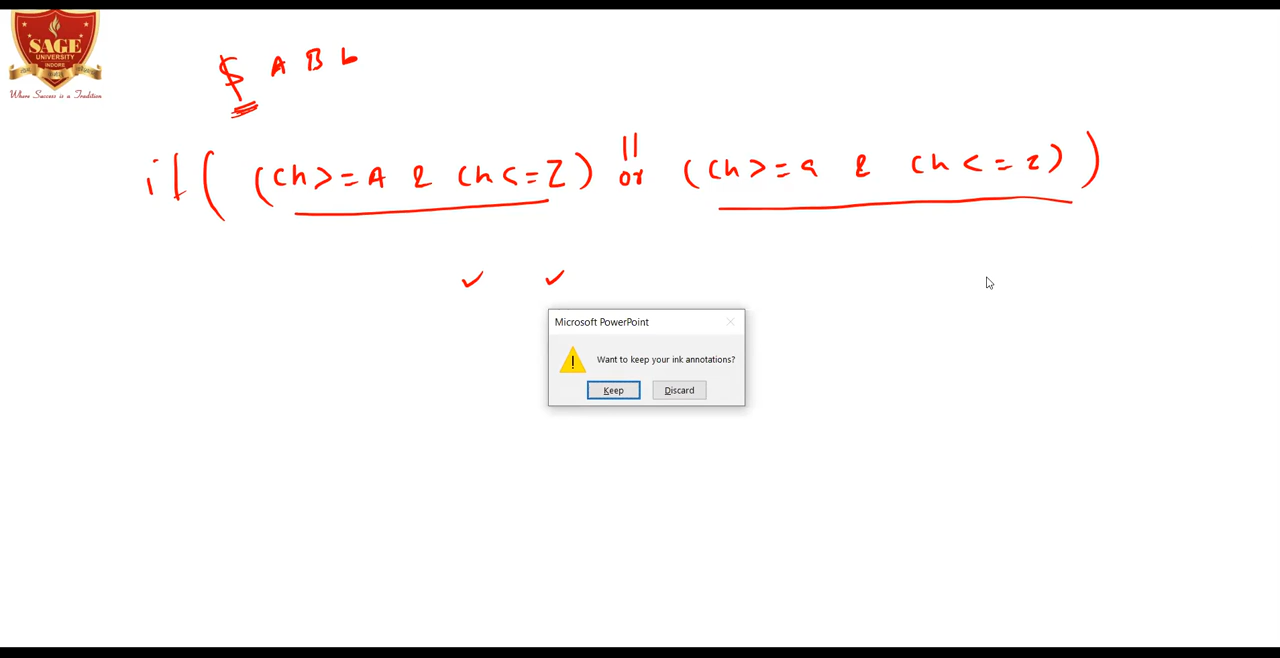 SAGE
UNIVERSITY
INDORE
Where Success is a Tradition
$ A B b
if ( (ch>=A & ch<=Z) || or (ch>=a & ch<=z) )
Microsoft PowerPoint
Want to keep your ink annotations?
Keep Discard